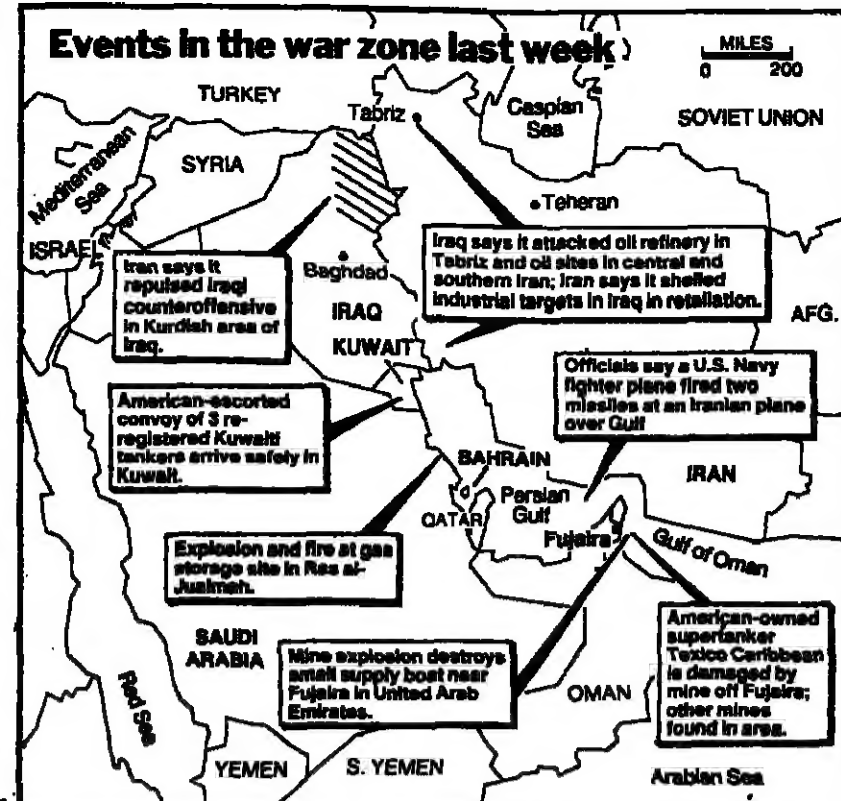 Events in the war zone last week
MILES
0 200
TURKEY
Tabriz
Caspian
Sea
SOVIET UNION
Mediterranean
Sea
SYRIA
Teheran
ISRAEL
Iran says it
repulsed Iraqi
counteroffensive
in Kurdish area of
Iraq.
Baghdad
Iraq says it attacked oil refinery in
Tabriz and oil sites in central and
southern Iran; Iran says it shelled
industrial targets in Iraq in retaliation.
IRAQ
AFG.
KUWAIT
Officials say a U.S. Navy
fighter plane fired two
missiles at an Iranian plane
over Gulf
American-escorted
convoy of 3 re-
registered Kuwaiti
tankers arrive safely in
Kuwait.
BAHRAIN
IRAN
Persian
Gulf
QATAR
Fujaira
Gulf of Oman
Explosion and fire at gas
storage site in Ras al-
Juaimah.
American-owned
supertanker
Texico Caribbean
is damaged by
mine off Fujaira;
other mines
found in area.
SAUDI
ARABIA
Mine explosion destroys
small supply boat near
Fujaira in United Arab
Emirates.
OMAN
Red Sea
YEMEN
S. YEMEN
Arabian Sea